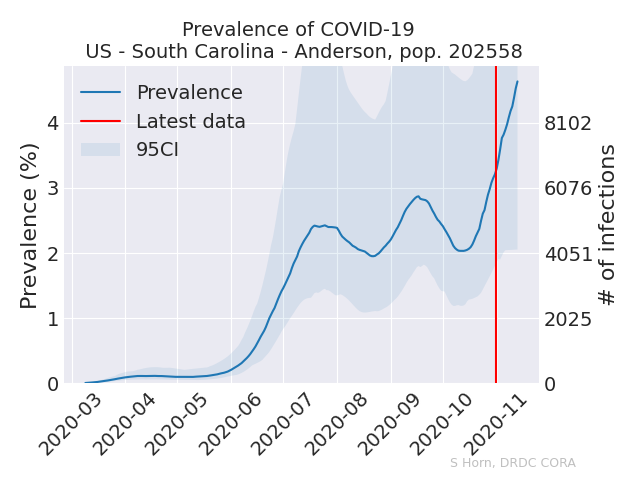 Prevalence of COVID-19
US - South Carolina - Anderson, pop. 202558
Prevalence
Latest data
95CI
Prevalence (%)
4
3
2
1
0
8102
6076
4051
2025
0
# of infections
2020-03
2020-04
2020-05
2020-06
2020-07
2020-08
2020-09
2020-10
2020-11
S Horn, DRDC CORA